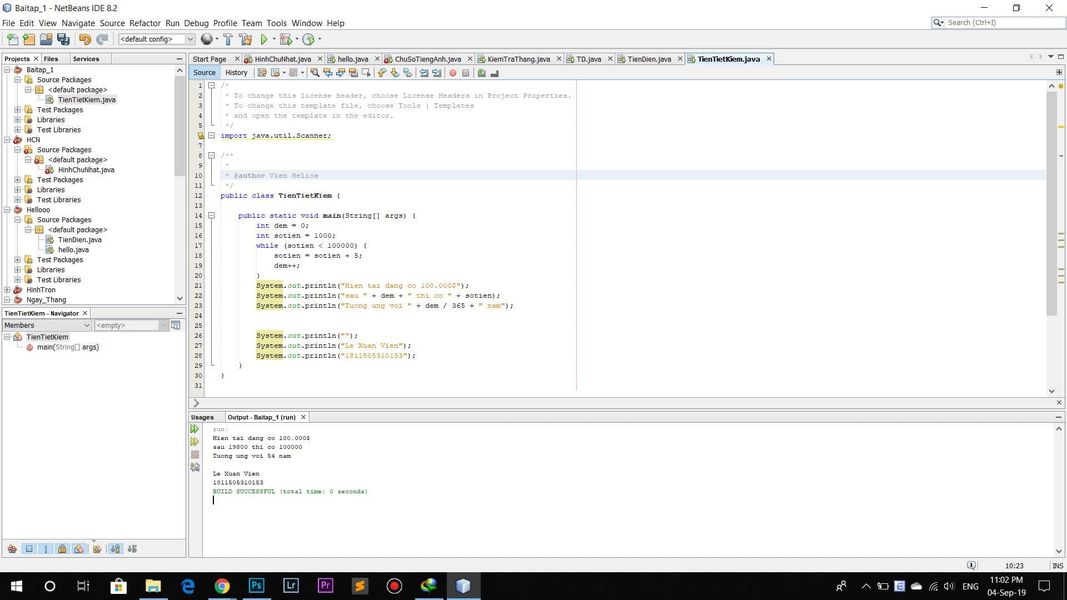 Baitap_1 - NetBeans IDE 8.2
File Edit View Navigate Source Refactor Run Debug Profile Team Tools Window Help
Search (Ctrl+I)
<default config>
Projects Files Services
Start Page HinhChuNhat.java hello.java ChuSoTiengAnh.java KiemTraThang.java TD.java TienDien.java TienTietKiem.java
Source History
Baitap_1
Source Packages
<default package>
TienTietKiem.java
Test Packages
Libraries
Test Libraries
HCN
Source Packages
<default package>
HinhChuNhat.java
Test Packages
Libraries
Test Libraries
Hellooo
Source Packages
<default package>
TienDien.java
hello.java
Test Packages
Libraries
Test Libraries
HinhTron
Ngay_Thang
TienTietKiem - Navigator
Members <empty>
TienTietKiem
main(String[] args)
1 /*
2 * To change this license header, choose License Headers in Project Properties.
3 * To change this template file, choose Tools | Templates
4 * and open the template in the editor.
5 */
import java.util.Scanner;
7
8 /**
9 *
10 * @author Vien Helios
11 */
12 public class TienTietKiem {
13
14 public static void main(String[] args) {
15 int dem = 0;
16 int sotien = 1000;
17 while (sotien < 100000) {
18 sotien = sotien + 5;
19 dem++;
20 }
21 System.out.println("Hien tai dang co 100.000$");
22 System.out.println("sau " + dem + " thi co " + sotien);
23 System.out.println("Tuong ung voi " + dem / 365 + " nam");
24
25
26 System.out.println("");
27 System.out.println("Le Xuan Vien");
28 System.out.println("1811505310153");
29 }
30 }
31
Usages Output - Baitap_1 (run)
run:
Hien tai dang co 100.000$
sau 19800 thi co 100000
Tuong ung voi 54 nam
Le Xuan Vien
1811505310153
BUILD SUCCESSFUL (total time: 0 seconds)
10:23 INS
Ps Lr Pr
ENG
11:02 PM
04-Sep-19